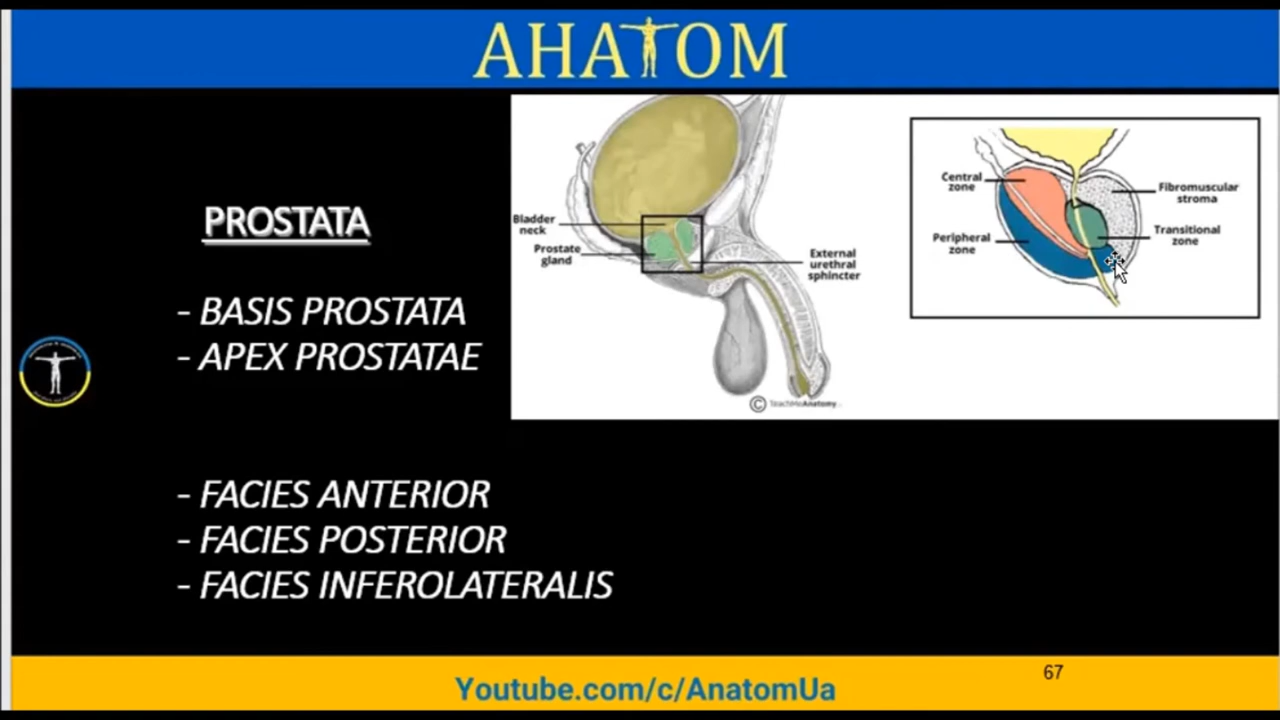 AHATOM
PROSTATA
- BASIS PROSTATA
- APEX PROSTATAE
- FACIES ANTERIOR
- FACIES POSTERIOR
- FACIES INFEROLATERALIS
Bladder
neck
Prostate
gland
External
urethral
sphincter
© TeachMeAnatomy
Central
zone
Peripheral
zone
Fibromuscular
stroma
Transitional
zone
67
Youtube.com/c/AnatomUa